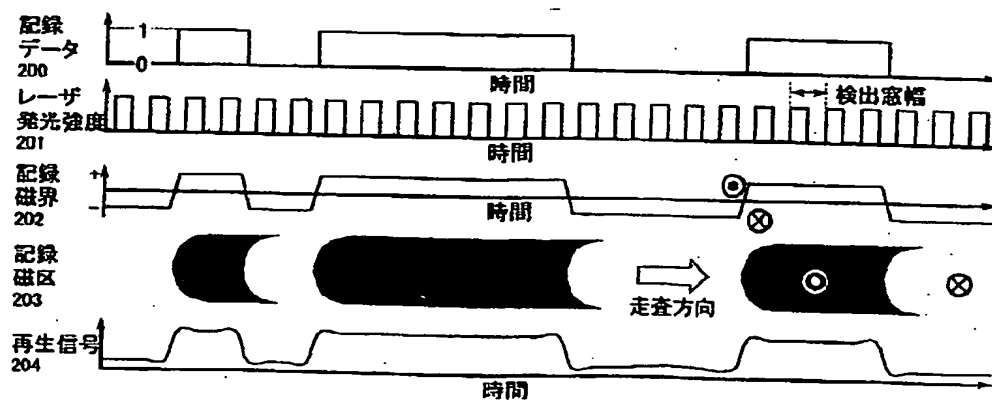 記録
データ
200
1
0
時間
レーザ
発光強度
201
検出窓幅
時間
記録
磁界
202
+
−
時間
記録
磁区
203
走査方向
再生信号
204
時間